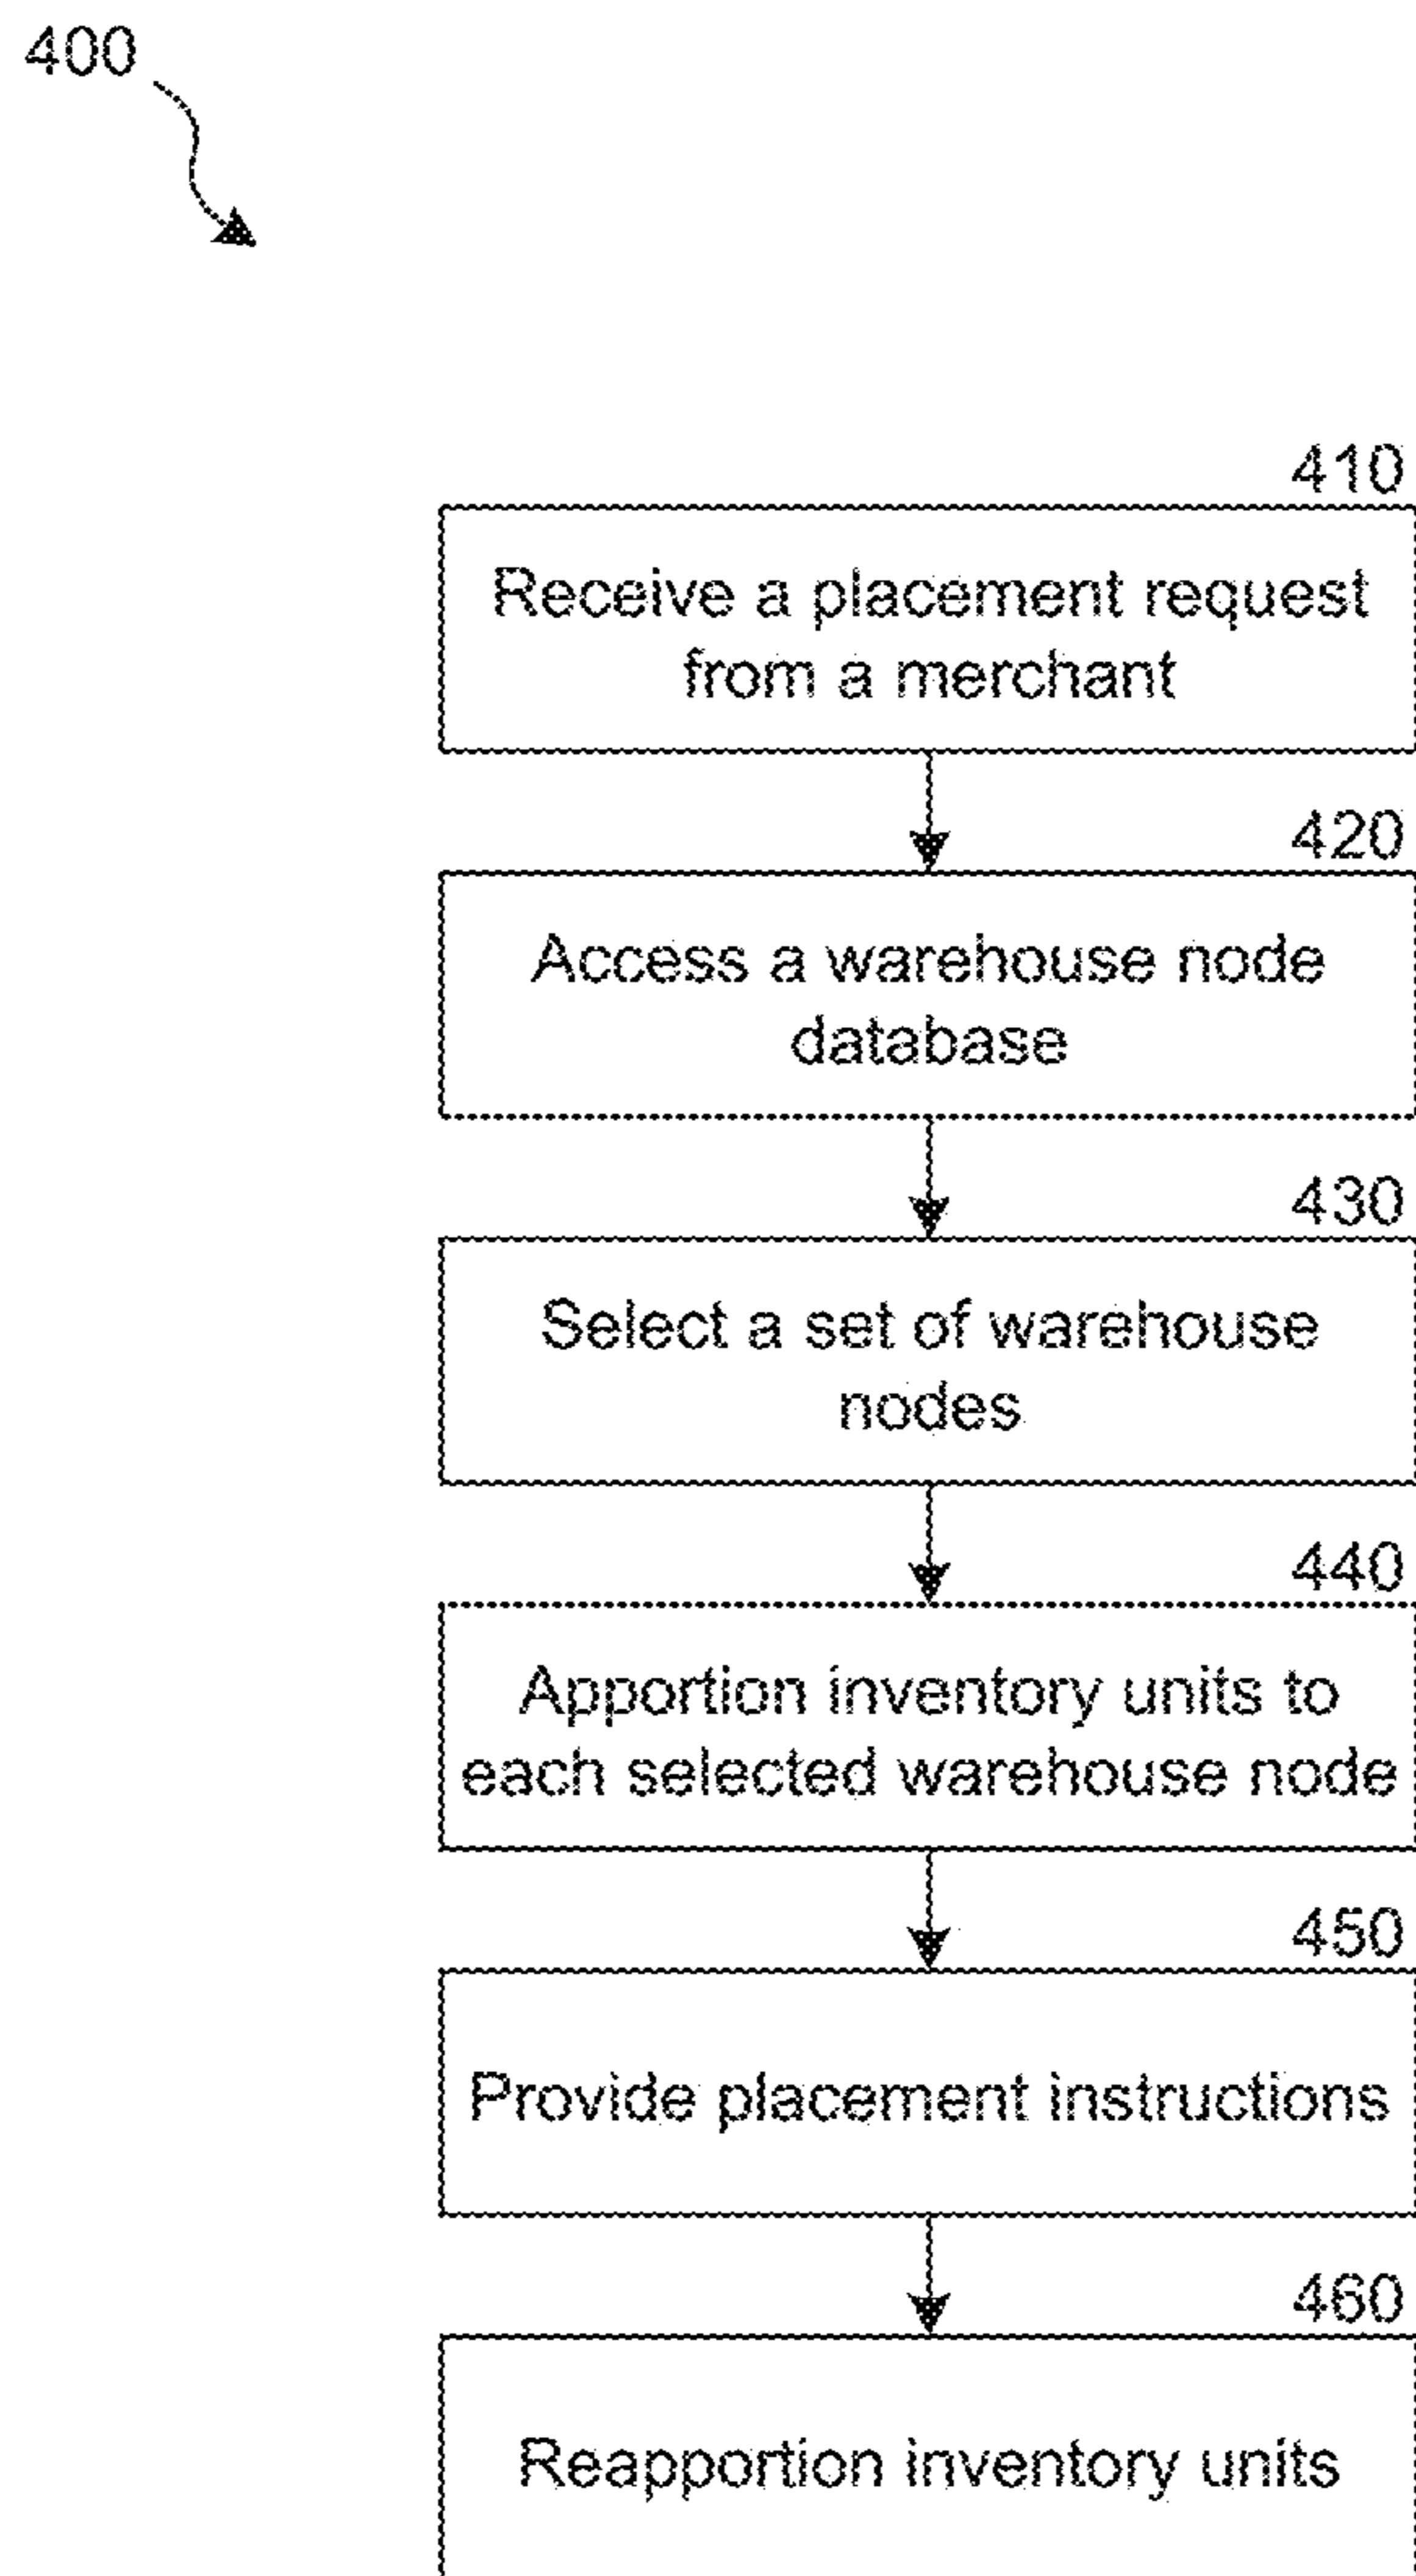 400
410
Receive a placement request
from a merchant
420
Access a warehouse node
database
430
Select a set of warehouse
nodes
440
Apportion inventory units to
each selected warehouse node
450
Provide placement instructions
460
Reapportion inventory units